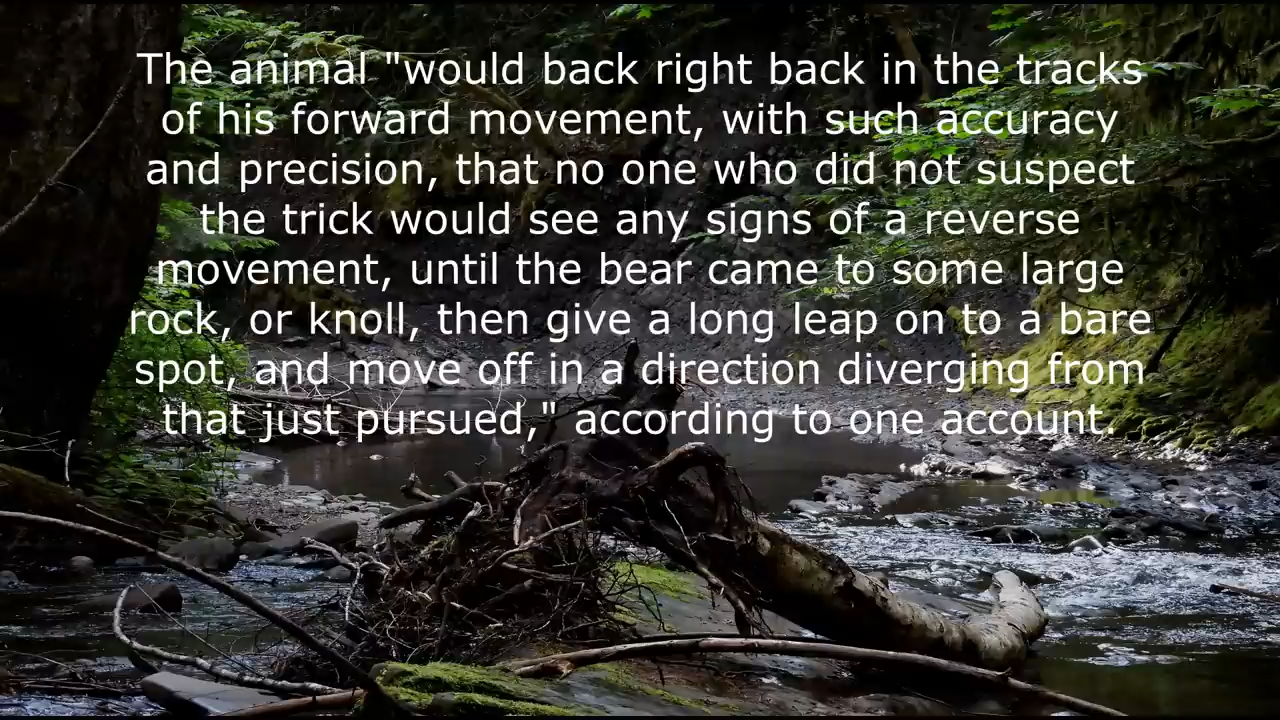 The animal "would back right back in the tracks
of his forward movement, with such accuracy
and precision, that no one who did not suspect
the trick would see any signs of a reverse
movement, until the bear came to some large
rock, or knoll, then give a long leap on to a bare
spot, and move off in a direction diverging from
that just pursued," according to one account.